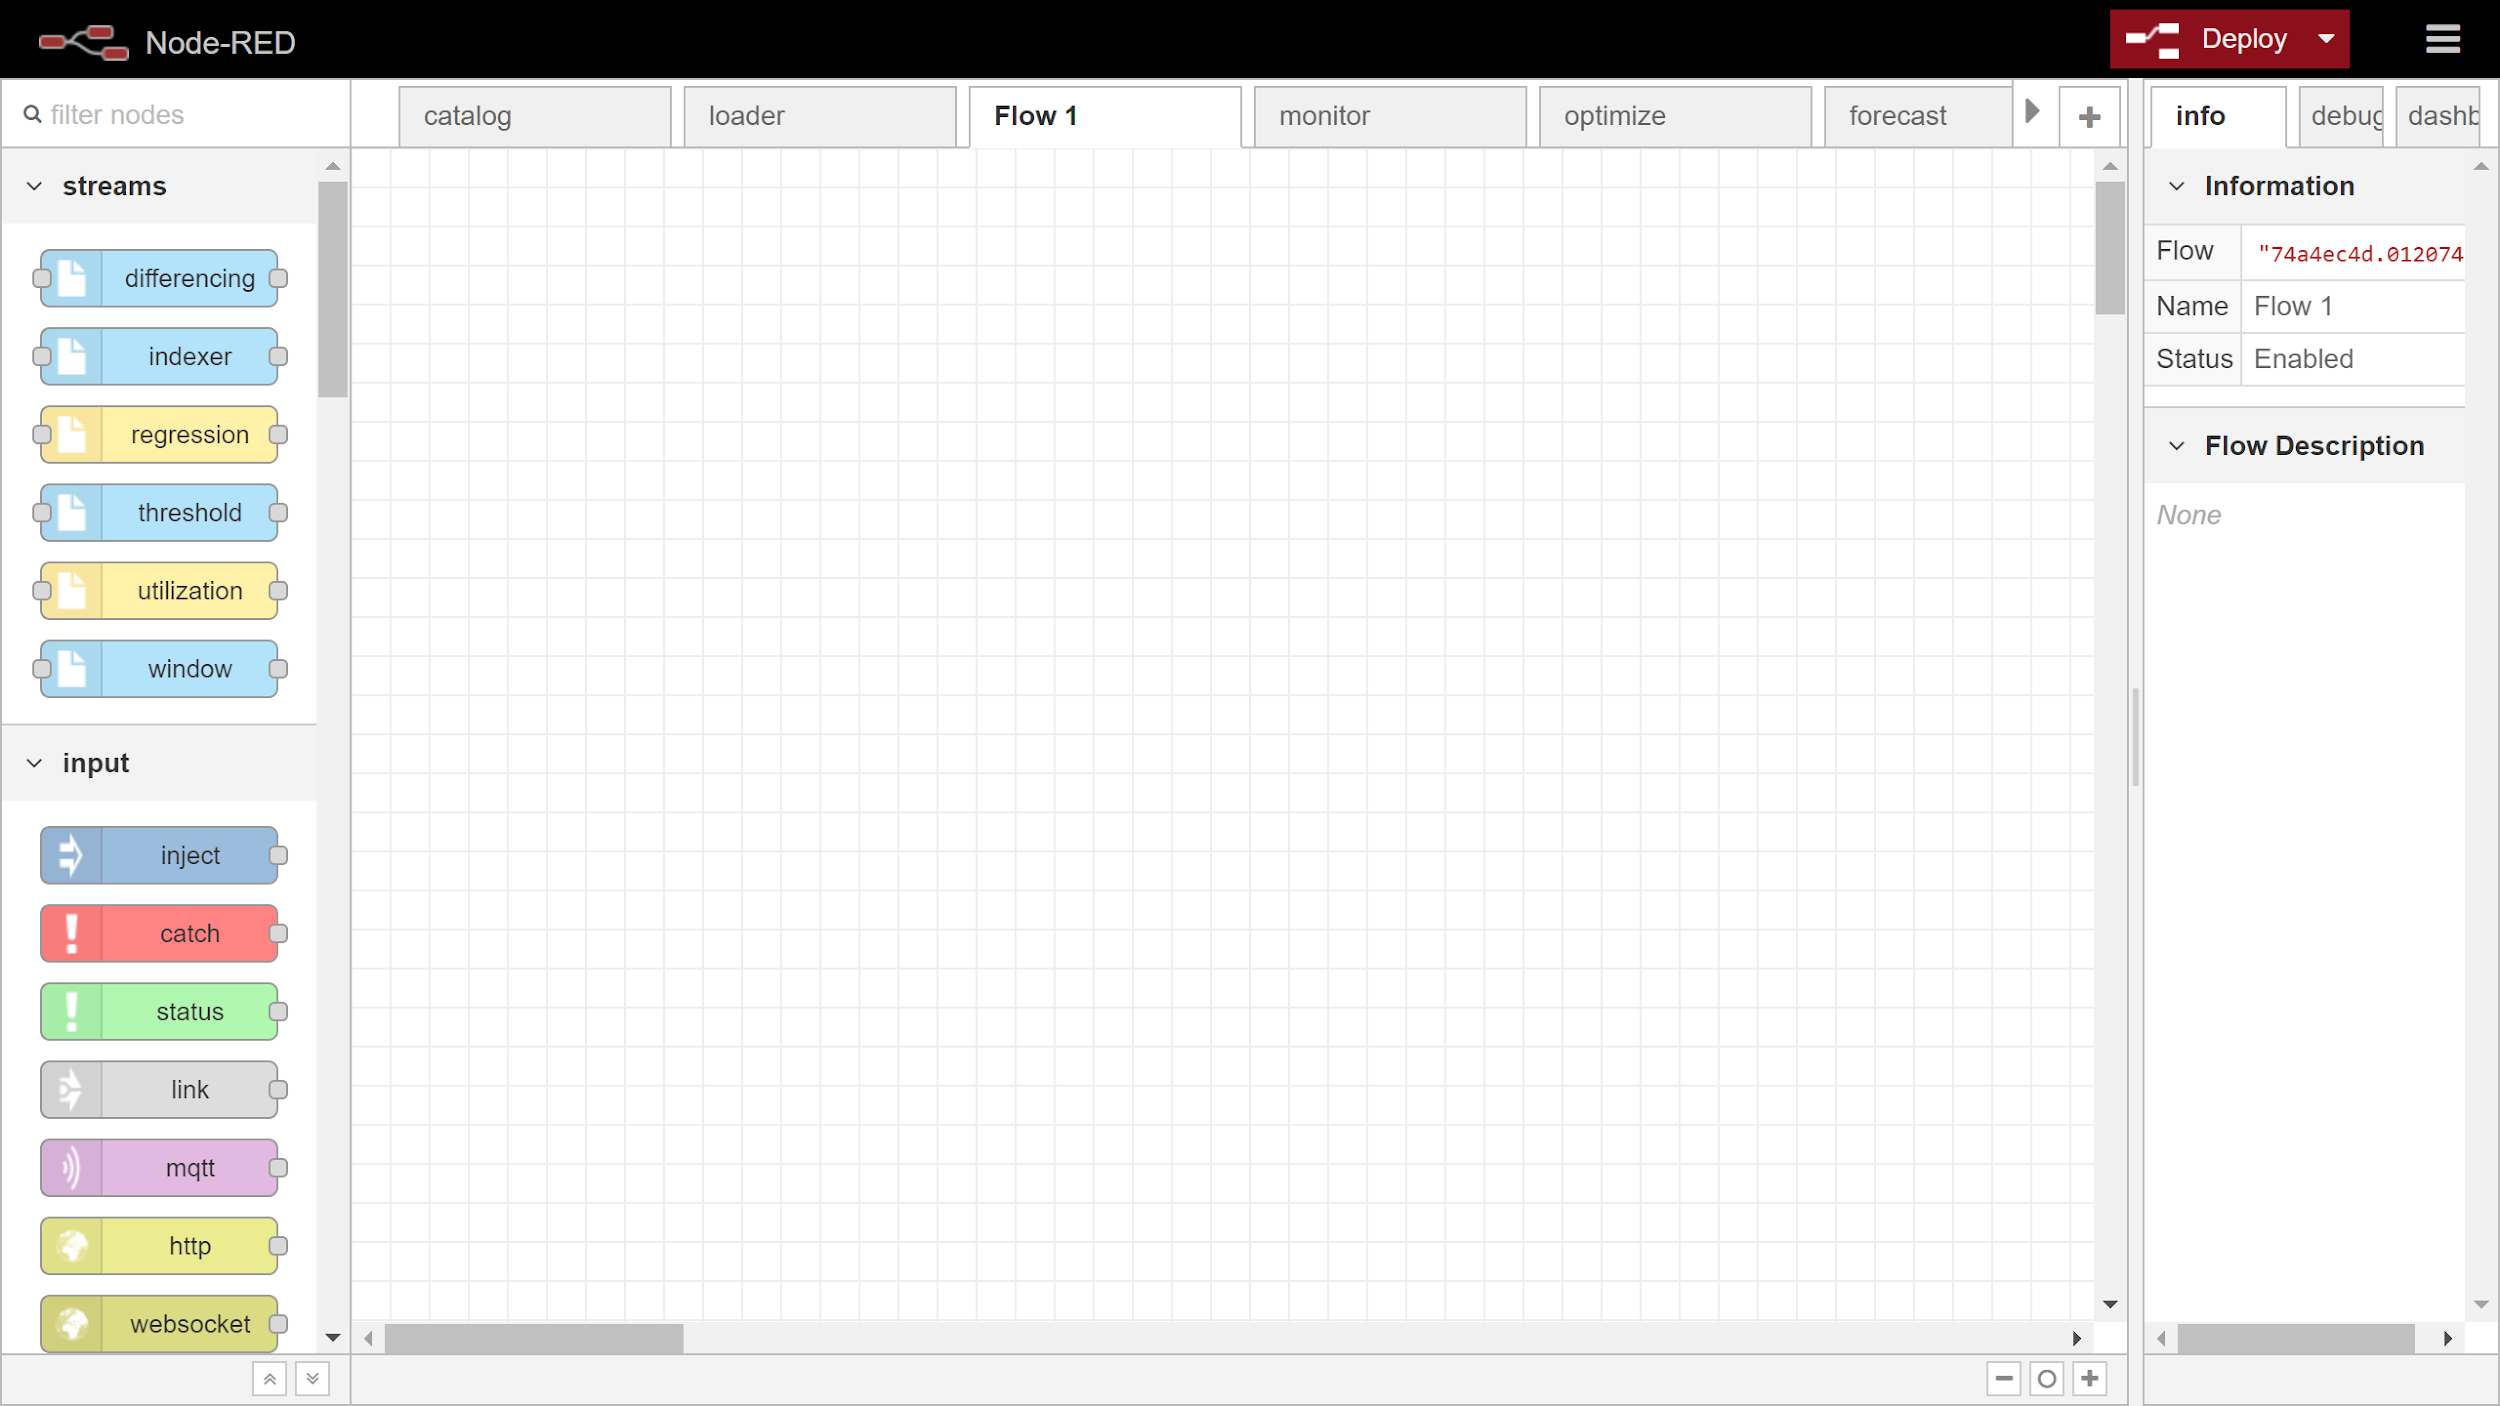 Node-RED
Deploy
filter nodes
catalog
loader
Flow 1
monitor
optimize
forecast
info
debug
dashb
streams
differencing
indexer
regression
threshold
utilization
window
input
inject
catch
status
link
mqtt
http
websocket
Information
Flow "74a4ec4d.012074
Name Flow 1
Status Enabled
Flow Description
None